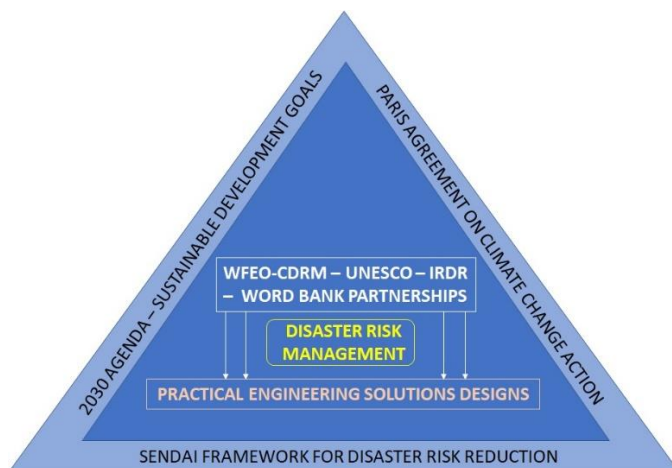 2030 AGENDA – SUSTAINABLE DEVELOPMENT GOALS
PARIS AGREEMENT ON CLIMATE CHANGE ACTION
WFEO-CDRM – UNESCO – IRDR
– WORD BANK PARTNERSHIPS
DISASTER RISK
MANAGEMENT
PRACTICAL ENGINEERING SOLUTIONS DESIGNS
SENDAI FRAMEWORK FOR DISASTER RISK REDUCTION